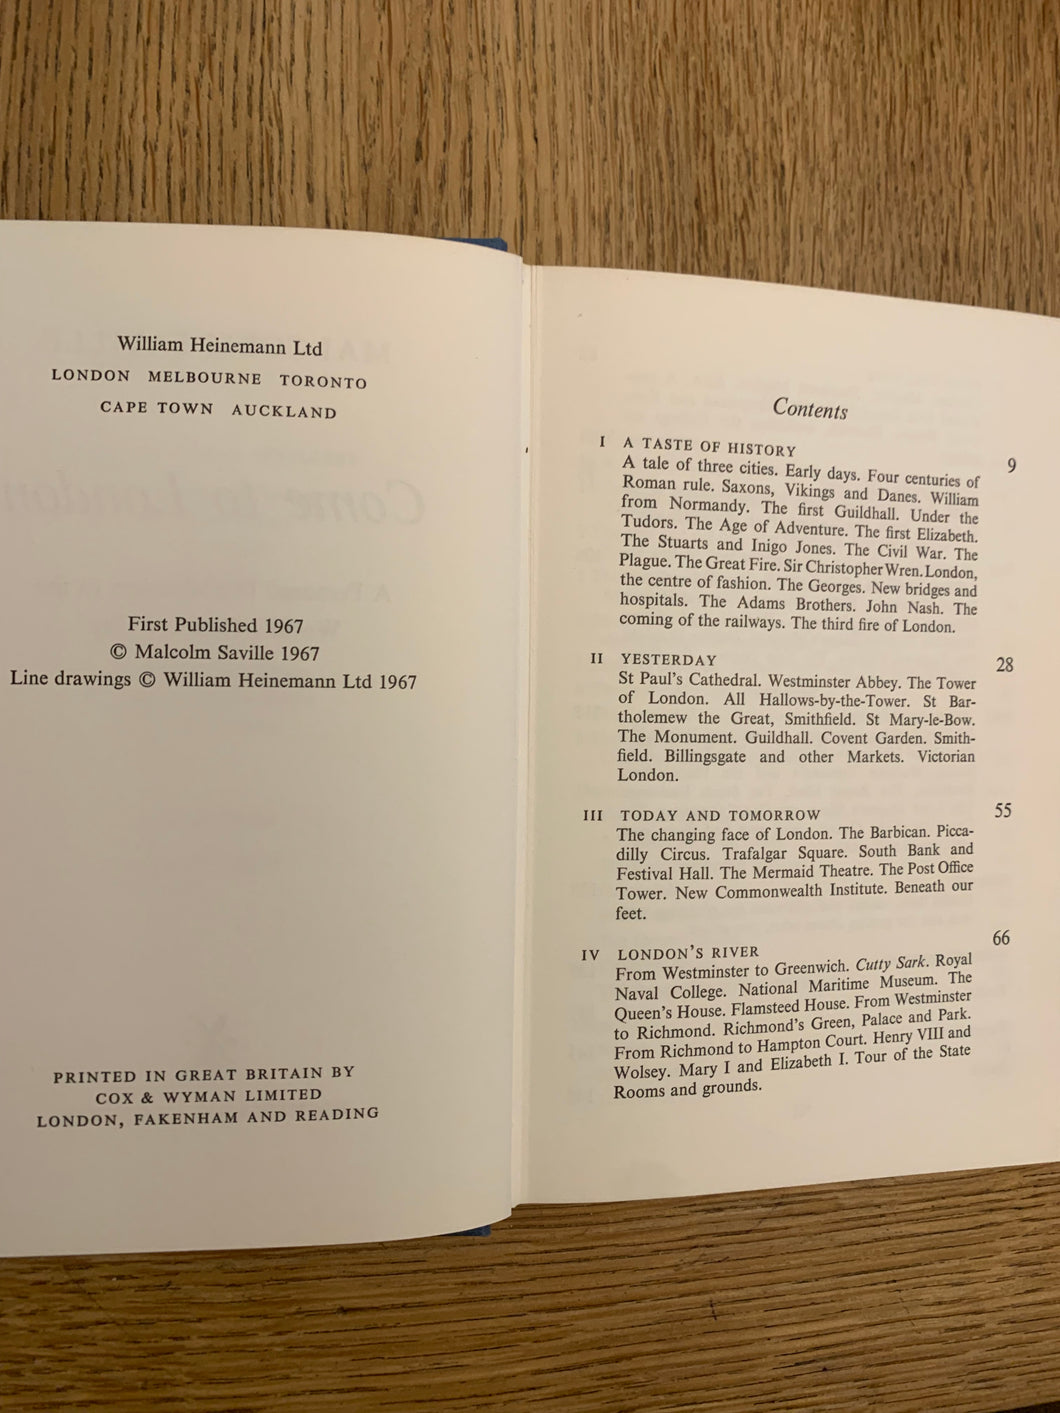 William Heinemann Ltd
LONDON MELBOURNE TORONTO
CAPE TOWN AUCKLAND
First Published 1967
© Malcolm Saville 1967
Line drawings © William Heinemann Ltd 1967
PRINTED IN GREAT BRITAIN BY
COX & WYMAN LIMITED
LONDON, FAKENHAM AND READING
Contents
I A TASTE OF HISTORY 9
A tale of three cities. Early days. Four centuries of
Roman rule. Saxons, Vikings and Danes. William
from Normandy. The first Guildhall. Under the
Tudors. The Age of Adventure. The first Elizabeth.
The Stuarts and Inigo Jones. The Civil War. The
Plague. The Great Fire. Sir Christopher Wren. London,
the centre of fashion. The Georges. New bridges and
hospitals. The Adams Brothers. John Nash. The
coming of the railways. The third fire of London.
II YESTERDAY 28
St Paul's Cathedral. Westminster Abbey. The Tower
of London. All Hallows-by-the-Tower. St Bar-
tholemew the Great, Smithfield. St Mary-le-Bow.
The Monument. Guildhall. Covent Garden. Smith-
field. Billingsgate and other Markets. Victorian
London.
III TODAY AND TOMORROW 55
The changing face of London. The Barbican. Picca-
dilly Circus. Trafalgar Square. South Bank and
Festival Hall. The Mermaid Theatre. The Post Office
Tower. New Commonwealth Institute. Beneath our
feet.
IV LONDON'S RIVER 66
From Westminster to Greenwich. Cutty Sark. Royal
Naval College. National Maritime Museum. The
Queen's House. Flamsteed House. From Westminster
to Richmond. Richmond's Green, Palace and Park.
From Richmond to Hampton Court. Henry VIII and
Wolsey. Mary I and Elizabeth I. Tour of the State
Rooms and grounds.